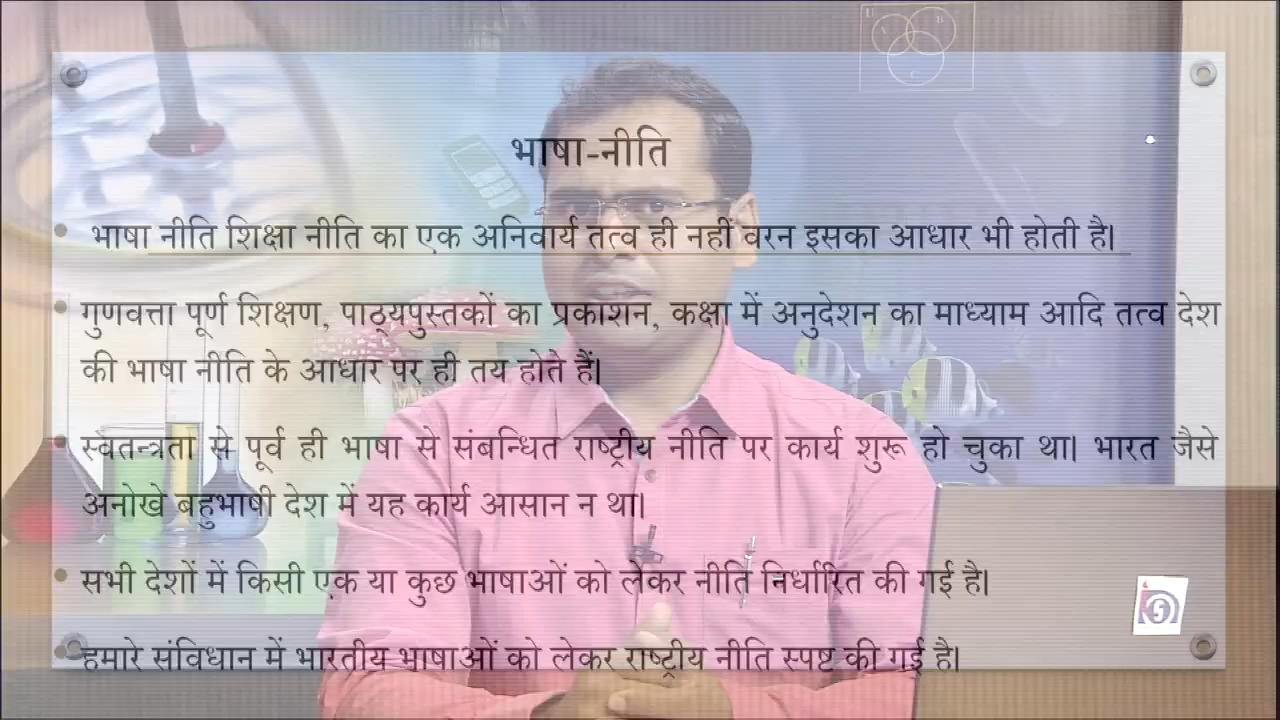 भाषा-नीति
• भाषा नीति शिक्षा नीति का एक अनिवार्य तत्व ही नहीं वरन इसका आधार भी होती है।
• गुणवत्ता पूर्ण शिक्षण, पाठ्यपुस्तकों का प्रकाशन, कक्षा में अनुदेशन का माध्याम आदि तत्व देश
की भाषा नीति के आधार पर ही तय होते हैं।
• स्वतन्त्रता से पूर्व ही भाषा से संबन्धित राष्ट्रीय नीति पर कार्य शुरू हो चुका था। भारत जैसे
अनोखे बहुभाषी देश में यह कार्य आसान न था।
• सभी देशों में किसी एक या कुछ भाषाओं को लेकर नीति निर्धारित की गई है।
• हमारे संविधान में भारतीय भाषाओं को लेकर राष्ट्रीय नीति स्पष्ट की गई है।